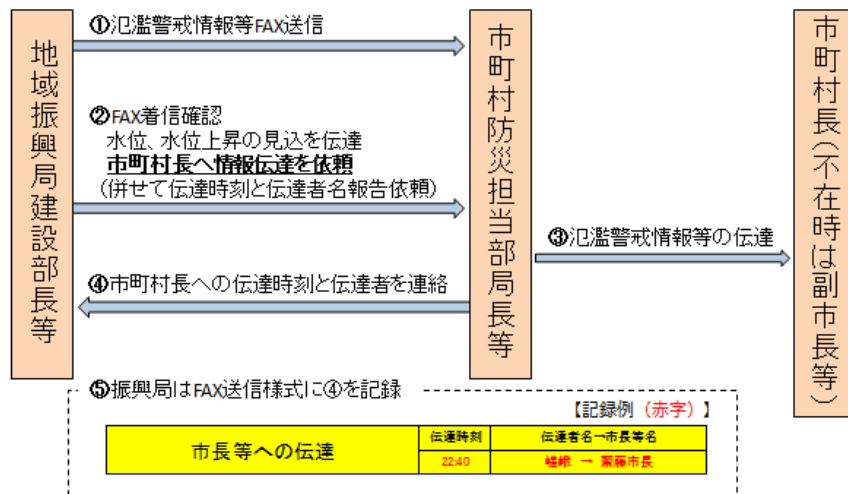 ①氾濫警戒情報等FAX送信
地域振興局建設部長等
市町村防災担当部局長等
市町村長(不在時は副市長等)
②FAX着信確認
水位、水位上昇の見込を伝達
市町村長へ情報伝達を依頼
(併せて伝達時刻と伝達者名報告依頼)
③氾濫警戒情報等の伝達
④市町村長への伝達時刻と伝達者を連絡
⑤振興局はFAX送信様式に④を記録
【記録例(赤字)】
市長等への伝達
伝達時刻
伝達者名→市長等名
22:40
嵯峨 → 齋藤市長